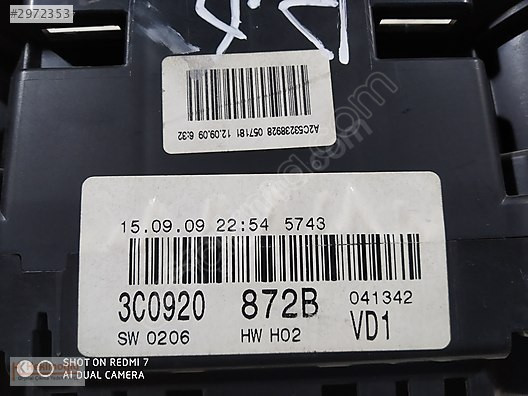 #2972353
A2C53238928 057181 12.09.09 6:32
15.09.09 22:54 5743
3C0920 872B 041342
SW 0206 HW H02 VD1
SHOT ON REDMI 7
AI DUAL CAMERA